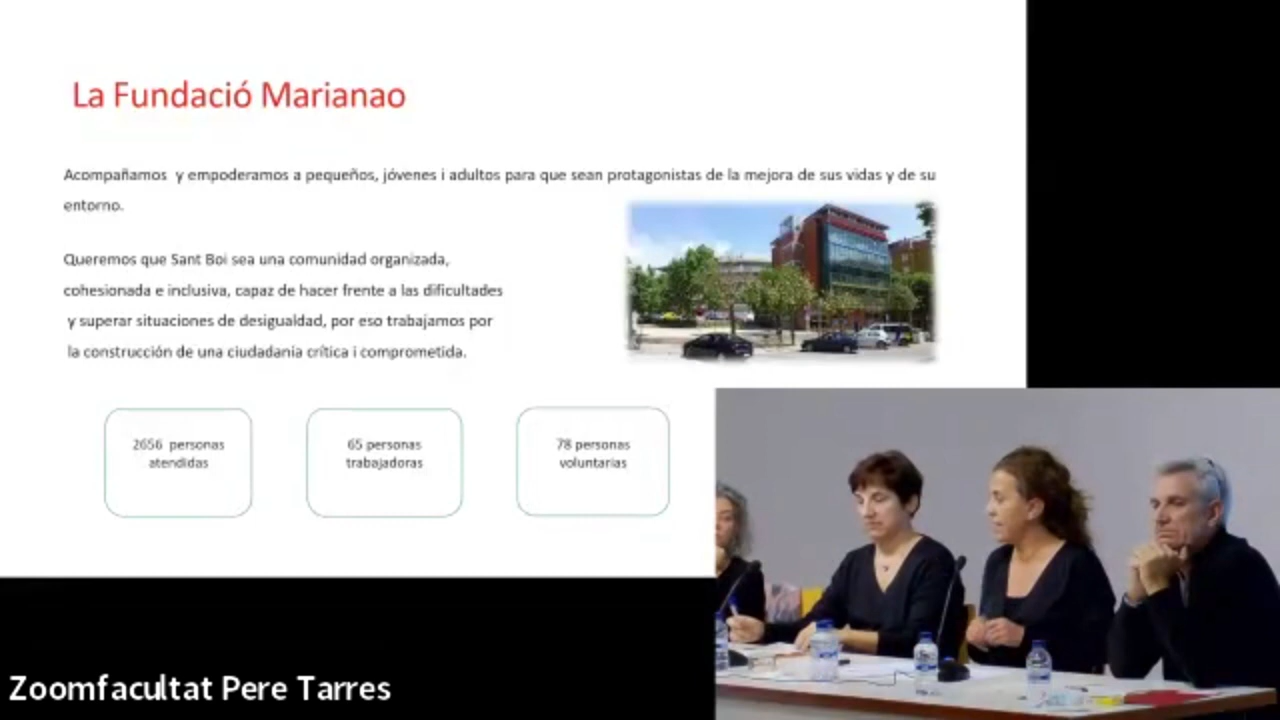 La Fundació Marianao
Acompañamos y empoderamos a pequeños, jóvenes i adultos para que sean protagonistas de la mejora de sus vidas y de su
entorno.
Queremos que Sant Boi sea una comunidad organizada,
cohesionada e inclusiva, capaz de hacer frente a las dificultades
y superar situaciones de desigualdad, por eso trabajamos por
la construcción de una ciudadanía crítica i comprometida.
2656 personas
atendidas
65 personas
trabajadoras
78 personas
voluntarias
Zoomfacultat Pere Tarres